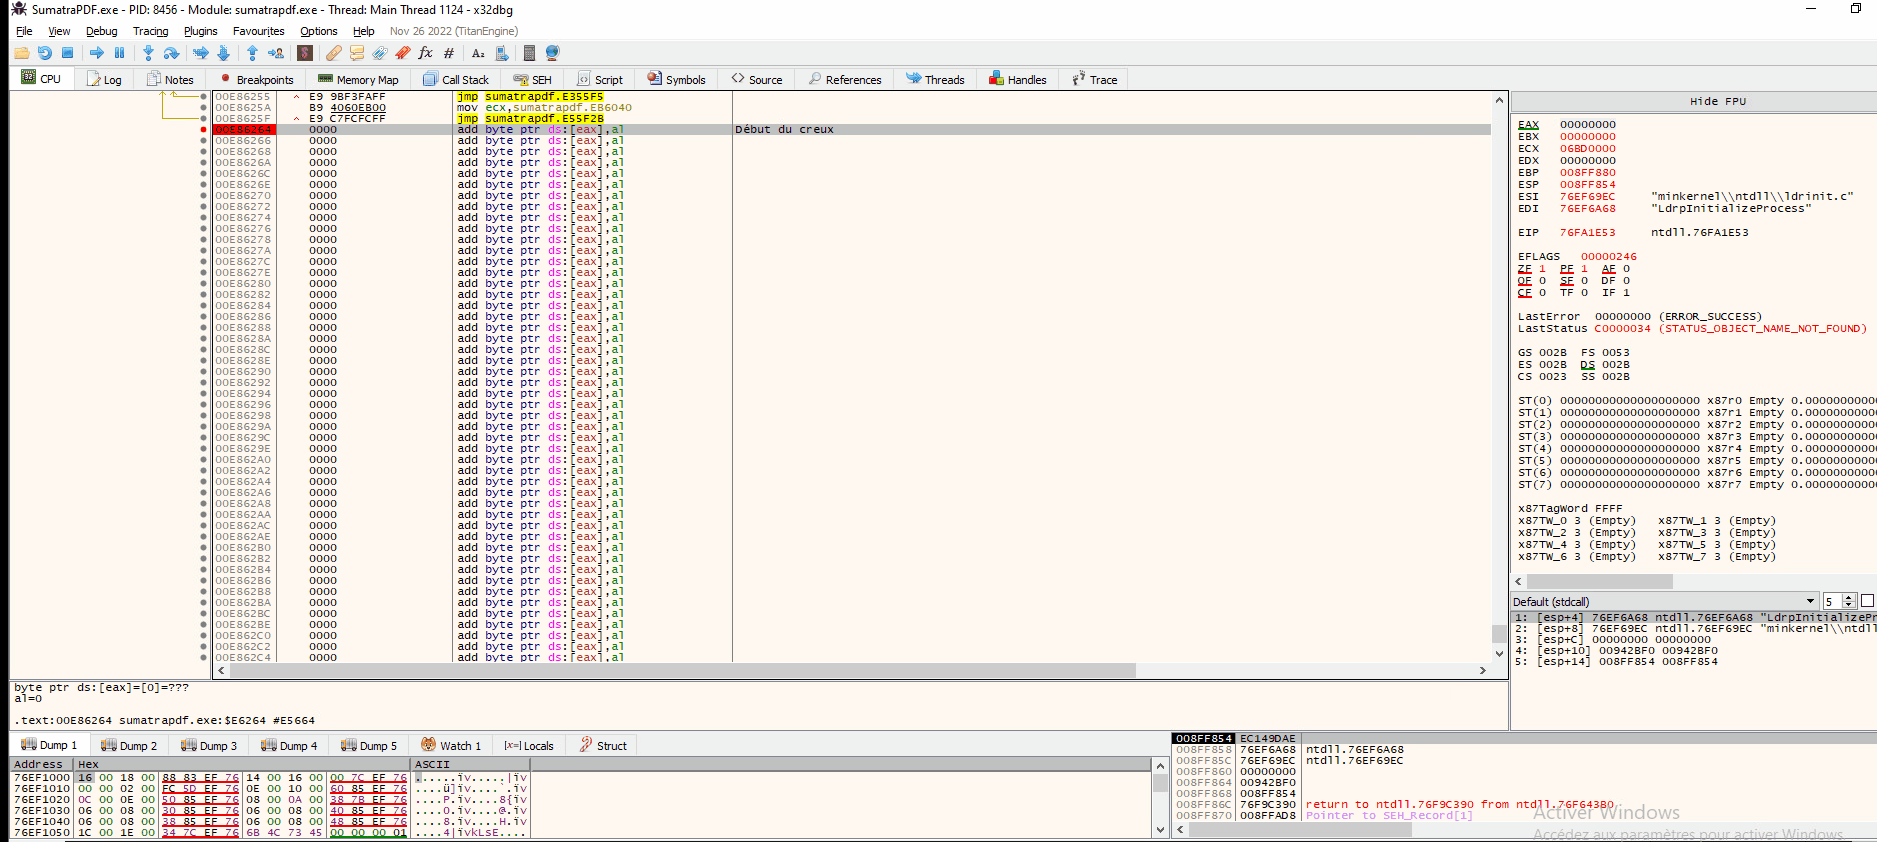 SumatraPDF.exe - PID: 8456 - Module: sumatrapdf.exe - Thread: Main Thread 1124 - x32dbg
File View Debug Tracing Plugins Favourites Options Help Nov 26 2022 (TitanEngine)
CPU Log Notes Breakpoints Memory Map Call Stack SEH Script Symbols Source References Threads Handles Trace
00E86255 E9 9BF3FAFF jmp sumatrapdf.E355F5
00E8625A B9 4060EB00 mov ecx,sumatrapdf.EB6040
00E8625F E9 C7FCFCFF jmp sumatrapdf.E55F2B
00E86264 0000 add byte ptr ds:[eax],al Début du creux
00E86266 0000 add byte ptr ds:[eax],al
00E86268 0000 add byte ptr ds:[eax],al
00E8626A 0000 add byte ptr ds:[eax],al
00E8626C 0000 add byte ptr ds:[eax],al
00E8626E 0000 add byte ptr ds:[eax],al
00E86270 0000 add byte ptr ds:[eax],al
00E86272 0000 add byte ptr ds:[eax],al
00E86274 0000 add byte ptr ds:[eax],al
00E86276 0000 add byte ptr ds:[eax],al
00E86278 0000 add byte ptr ds:[eax],al
00E8627A 0000 add byte ptr ds:[eax],al
00E8627C 0000 add byte ptr ds:[eax],al
00E8627E 0000 add byte ptr ds:[eax],al
00E86280 0000 add byte ptr ds:[eax],al
00E86282 0000 add byte ptr ds:[eax],al
00E86284 0000 add byte ptr ds:[eax],al
00E86286 0000 add byte ptr ds:[eax],al
00E86288 0000 add byte ptr ds:[eax],al
00E8628A 0000 add byte ptr ds:[eax],al
00E8628C 0000 add byte ptr ds:[eax],al
00E8628E 0000 add byte ptr ds:[eax],al
00E86290 0000 add byte ptr ds:[eax],al
00E86292 0000 add byte ptr ds:[eax],al
00E86294 0000 add byte ptr ds:[eax],al
00E86296 0000 add byte ptr ds:[eax],al
00E86298 0000 add byte ptr ds:[eax],al
00E8629A 0000 add byte ptr ds:[eax],al
00E8629C 0000 add byte ptr ds:[eax],al
00E8629E 0000 add byte ptr ds:[eax],al
00E862A0 0000 add byte ptr ds:[eax],al
00E862A2 0000 add byte ptr ds:[eax],al
00E862A4 0000 add byte ptr ds:[eax],al
00E862A6 0000 add byte ptr ds:[eax],al
00E862A8 0000 add byte ptr ds:[eax],al
00E862AA 0000 add byte ptr ds:[eax],al
00E862AC 0000 add byte ptr ds:[eax],al
00E862AE 0000 add byte ptr ds:[eax],al
00E862B0 0000 add byte ptr ds:[eax],al
00E862B2 0000 add byte ptr ds:[eax],al
00E862B4 0000 add byte ptr ds:[eax],al
00E862B6 0000 add byte ptr ds:[eax],al
00E862B8 0000 add byte ptr ds:[eax],al
00E862BA 0000 add byte ptr ds:[eax],al
00E862BC 0000 add byte ptr ds:[eax],al
00E862BE 0000 add byte ptr ds:[eax],al
00E862C0 0000 add byte ptr ds:[eax],al
00E862C2 0000 add byte ptr ds:[eax],al
00E862C4 0000 add byte ptr ds:[eax],al
byte ptr ds:[eax]=[0]=???
al=0
.text:00E86264 sumatrapdf.exe:$E6264 #E5664
Hide FPU
EAX 00000000
EBX 00000000
ECX 06BD0000
EDX 00000000
EBP 008FF880
ESP 008FF854
ESI 76EF69EC "minkernel\\ntdll\\ldrinit.c"
EDI 76EF6A68 "LdrpInitializeProcess"
EIP 76FA1E53 ntdll.76FA1E53
EFLAGS 00000246
ZF 1 PF 1 AF 0
OF 0 SF 0 DF 0
CF 0 TF 0 IF 1
LastError 00000000 (ERROR_SUCCESS)
LastStatus C0000034 (STATUS_OBJECT_NAME_NOT_FOUND)
GS 002B FS 0053
ES 002B DS 002B
CS 0023 SS 002B
ST(0) 00000000000000000000 x87r0 Empty 0.0000000000
ST(1) 00000000000000000000 x87r1 Empty 0.0000000000
ST(2) 00000000000000000000 x87r2 Empty 0.0000000000
ST(3) 00000000000000000000 x87r3 Empty 0.0000000000
ST(4) 00000000000000000000 x87r4 Empty 0.0000000000
ST(5) 00000000000000000000 x87r5 Empty 0.0000000000
ST(6) 00000000000000000000 x87r6 Empty 0.0000000000
ST(7) 00000000000000000000 x87r7 Empty 0.0000000000
x87TagWord FFFF
x87TW_0 3 (Empty) x87TW_1 3 (Empty)
x87TW_2 3 (Empty) x87TW_3 3 (Empty)
x87TW_4 3 (Empty) x87TW_5 3 (Empty)
x87TW_6 3 (Empty) x87TW_7 3 (Empty)
Default (stdcall) 5
1: [esp+4] 76EF6A68 ntdll.76EF6A68 "LdrpInitializePr
2: [esp+8] 76EF69EC ntdll.76EF69EC "minkernel\\ntdll
3: [esp+C] 00000000 00000000
4: [esp+10] 00942BF0 00942BF0
5: [esp+14] 008FF854 008FF854
Dump 1 Dump 2 Dump 3 Dump 4 Dump 5 Watch 1 [x=] Locals Struct
Address Hex ASCII
76EF1000 16 00 18 00 88 83 EF 76 14 00 16 00 00 7C EF 76 .......ïv.....|ïv
76EF1010 00 00 02 00 FC 5D EF 76 0E 00 10 00 60 85 EF 76 ....ü]ïv....`.ïv
76EF1020 0C 00 0E 00 50 85 EF 76 08 00 0A 00 38 7B EF 76 ....P.ïv....8{ïv
76EF1030 06 00 08 00 30 85 EF 76 06 00 08 00 40 85 EF 76 ....0.ïv....@.ïv
76EF1040 06 00 08 00 38 85 EF 76 06 00 08 00 48 85 EF 76 ....8.ïv....H.ïv
76EF1050 1C 00 1E 00 34 7C EF 76 6B 4C 73 45 00 00 00 01 ....4|ïvkLsE....
008FF854 EC149DAE
008FF858 76EF6A68 ntdll.76EF6A68
008FF85C 76EF69EC ntdll.76EF69EC
008FF860 00000000
008FF864 00942BF0
008FF868 008FF854
008FF86C 76F9C390 return to ntdll.76F9C390 from ntdll.76F643B0
008FF870 008FFAD8 Pointer to SEH_Record[1]
Activer Windows
Accédez aux paramètres pour activer Windows